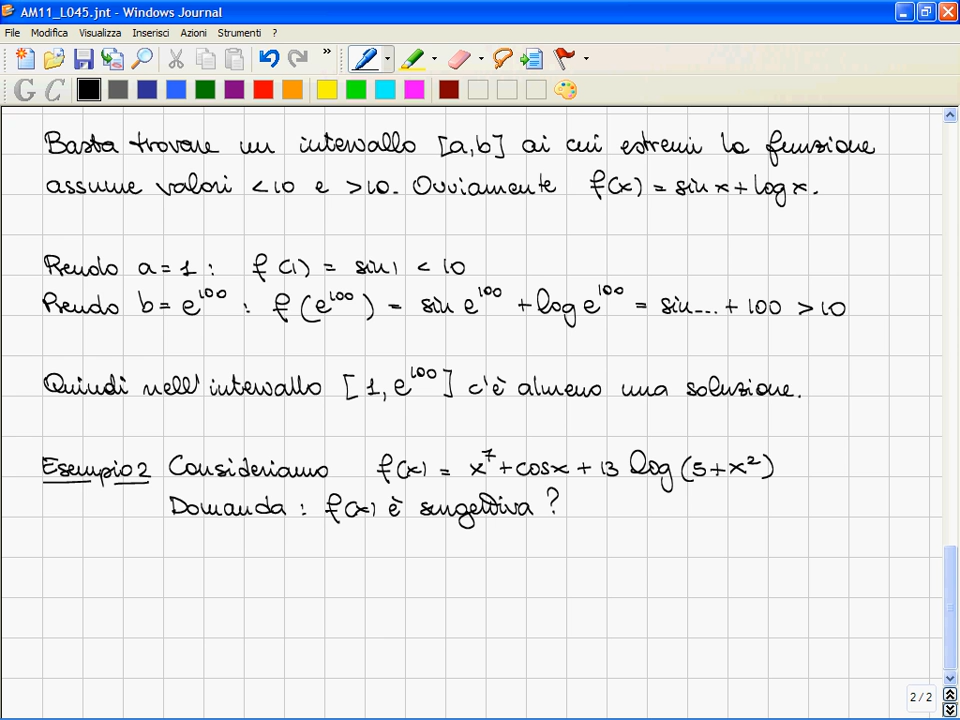 AM11_L045.jnt - Windows Journal
File Modifica Visualizza Inserisci Azioni Strumenti ?
G C
Basta trovare un intervallo [a,b] ai cui estremi la funzione
assume valori < 10 e > 10. Ovviamente f(x) = sin x + log x.
Prendo a = 1 : f(1) = sin 1 < 10
Prendo b = e^100 : f(e^100) = sin e^100 + log e^100 = sin... + 100 > 10
Quindi nell'intervallo [1, e^100] c'è almeno una soluzione.
Esempio 2 Consideriamo f(x) = x^7 + cos x + 13 log (5 + x^2)
Domanda : f(x) è surgettiva ?
2 / 2